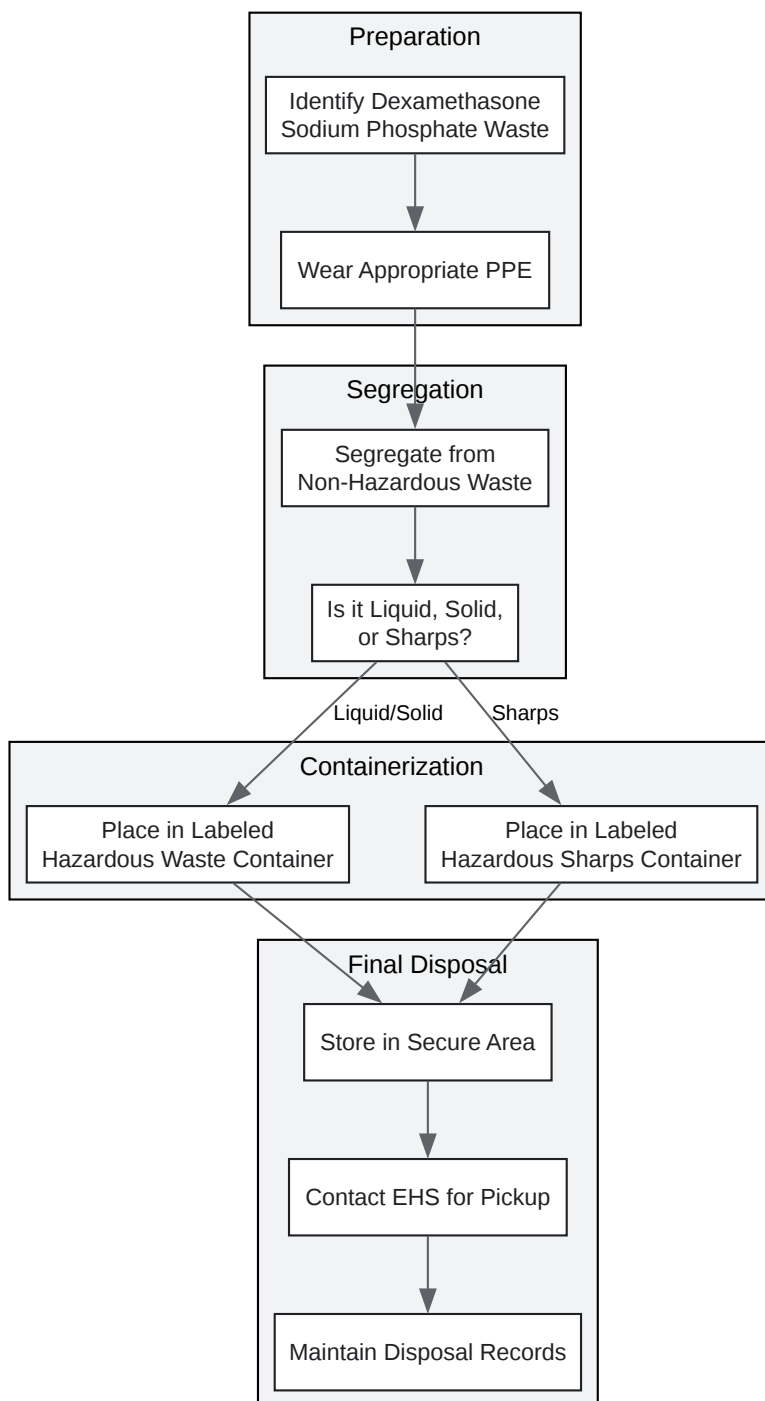 Preparation
Identify Dexamethasone
Sodium Phosphate Waste
Wear Appropriate PPE
Segregation
Segregate from
Non-Hazardous Waste
Is it Liquid, Solid,
or Sharps?
Liquid/Solid
Sharps
Containerization
Place in Labeled
Hazardous Waste Container
Place in Labeled
Hazardous Sharps Container
Final Disposal
Store in Secure Area
Contact EHS for Pickup
Maintain Disposal Records